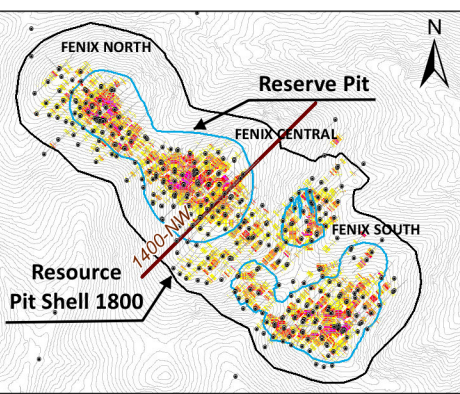 N
FENIX NORTH
Reserve Pit
FENIX CENTRAL
1400-NW
FENIX SOUTH
Resource
Pit Shell 1800